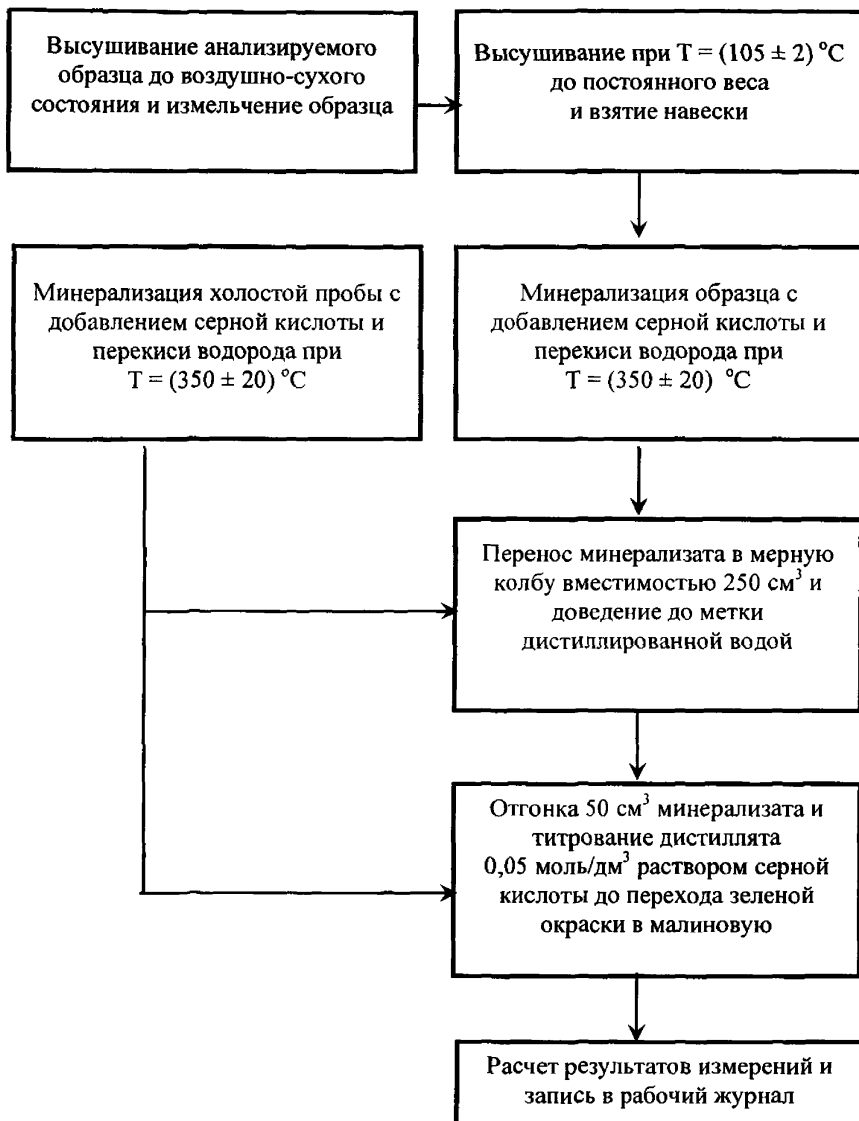 Высушивание анализируемого
образца до воздушно-сухого
состояния и измельчение образца
Высушивание при Т = (105 ± 2) °С
до постоянного веса
и взятие навески
Минерализация холостой пробы с
добавлением серной кислоты и
перекиси водорода при
Т = (350 ± 20) °С
Минерализация образца с
добавлением серной кислоты и
перекиси водорода при
Т = (350 ± 20) °С
Перенос минерализата в мерную
колбу вместимостью 250 см³ и
доведение до метки
дистиллированной водой
Отгонка 50 см³ минерализата и
титрование дистиллята
0,05 моль/дм³ раствором серной
кислоты до перехода зеленой
окраски в малиновую
Расчет результатов измерений и
запись в рабочий журнал